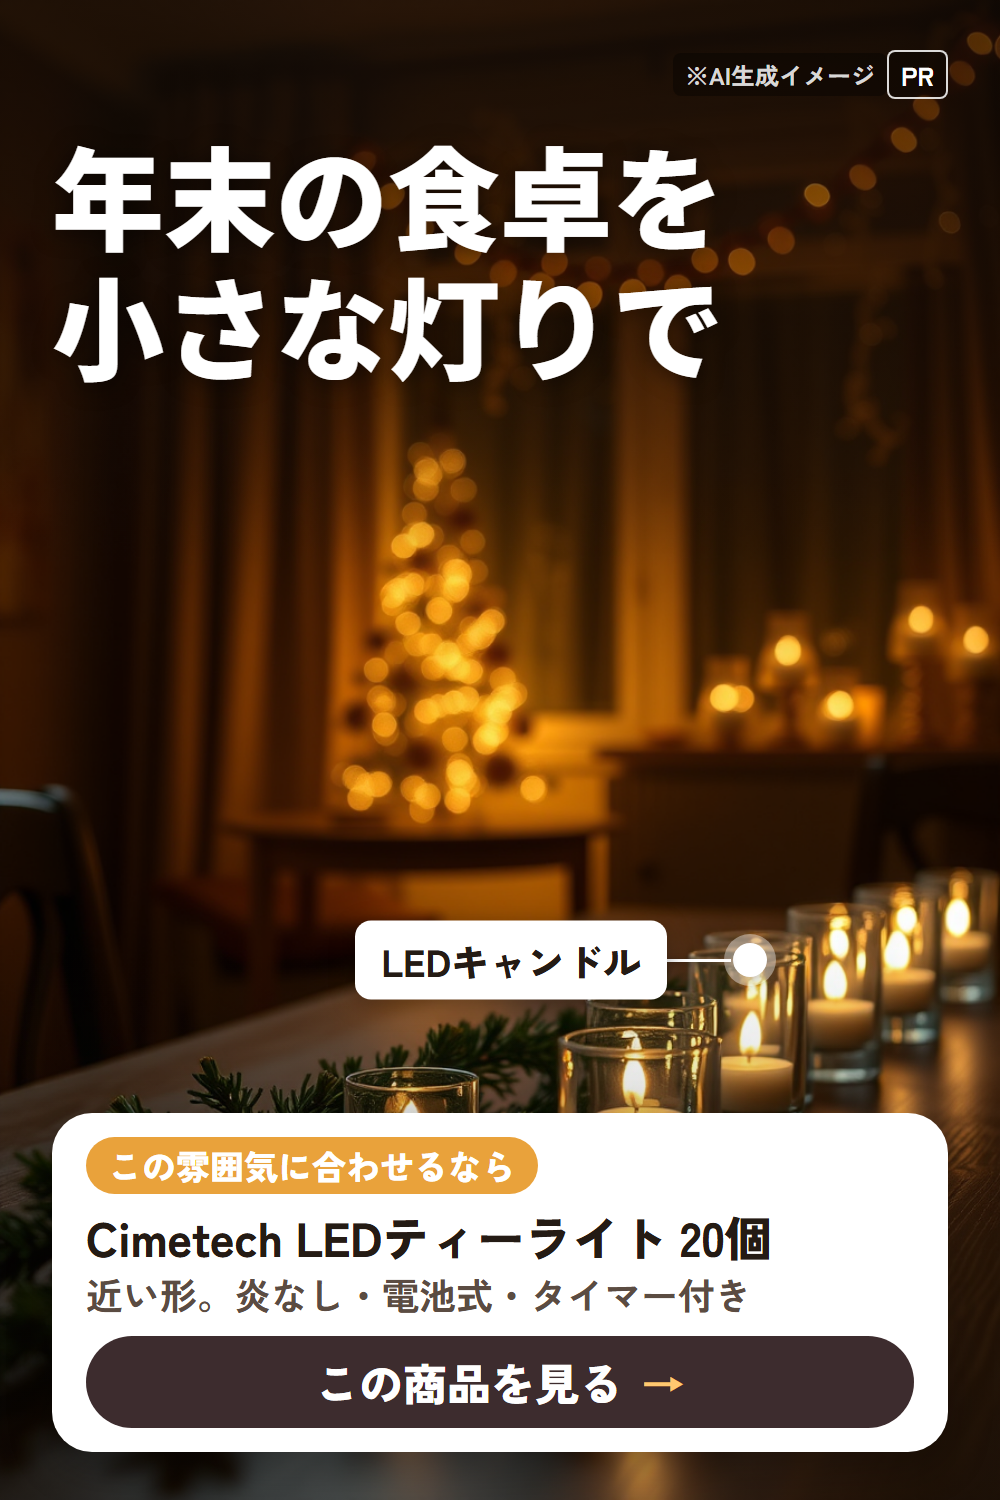 ※AI生成イメージ PR
年末の食卓を
小さな灯りで
LEDキャンドル
この雰囲気に合わせるなら
Cimetech LEDティーライト 20個
近い形。炎なし・電池式・タイマー付き
この商品を見る →